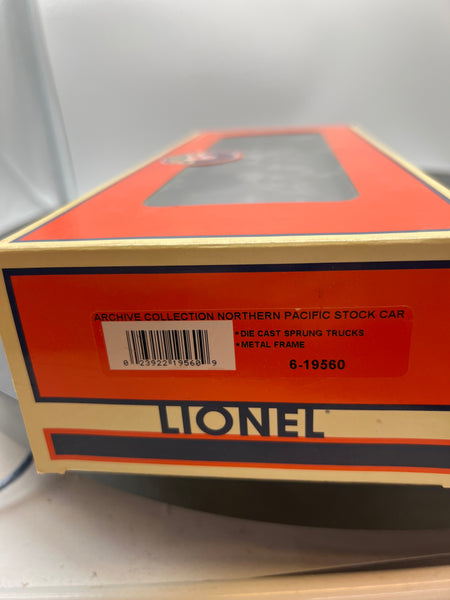 ARCHIVE COLLECTION NORTHERN PACIFIC STOCK CAR
•DIE CAST SPRUNG TRUCKS
•METAL FRAME
0 23922 19560 9
6-19560
LIONEL